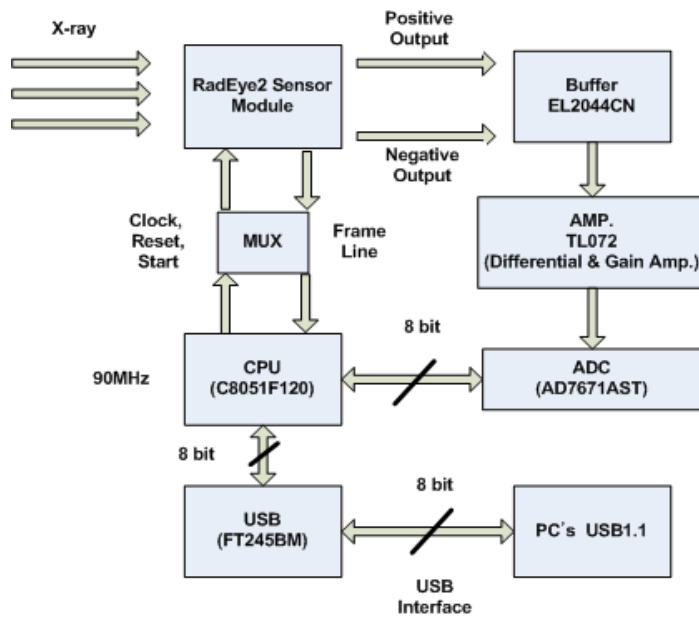 X-ray
Positive
Output
RadEye2 Sensor
Module
Buffer
EL2044CN
Negative
Output
Clock,
Reset,
Start
MUX
Frame
Line
AMP.
TL072
(Differential & Gain Amp.)
8 bit
90MHz
CPU
(C8051F120)
ADC
(AD7671AST)
8 bit
8 bit
USB
(FT245BM)
PC's USB1.1
USB
Interface